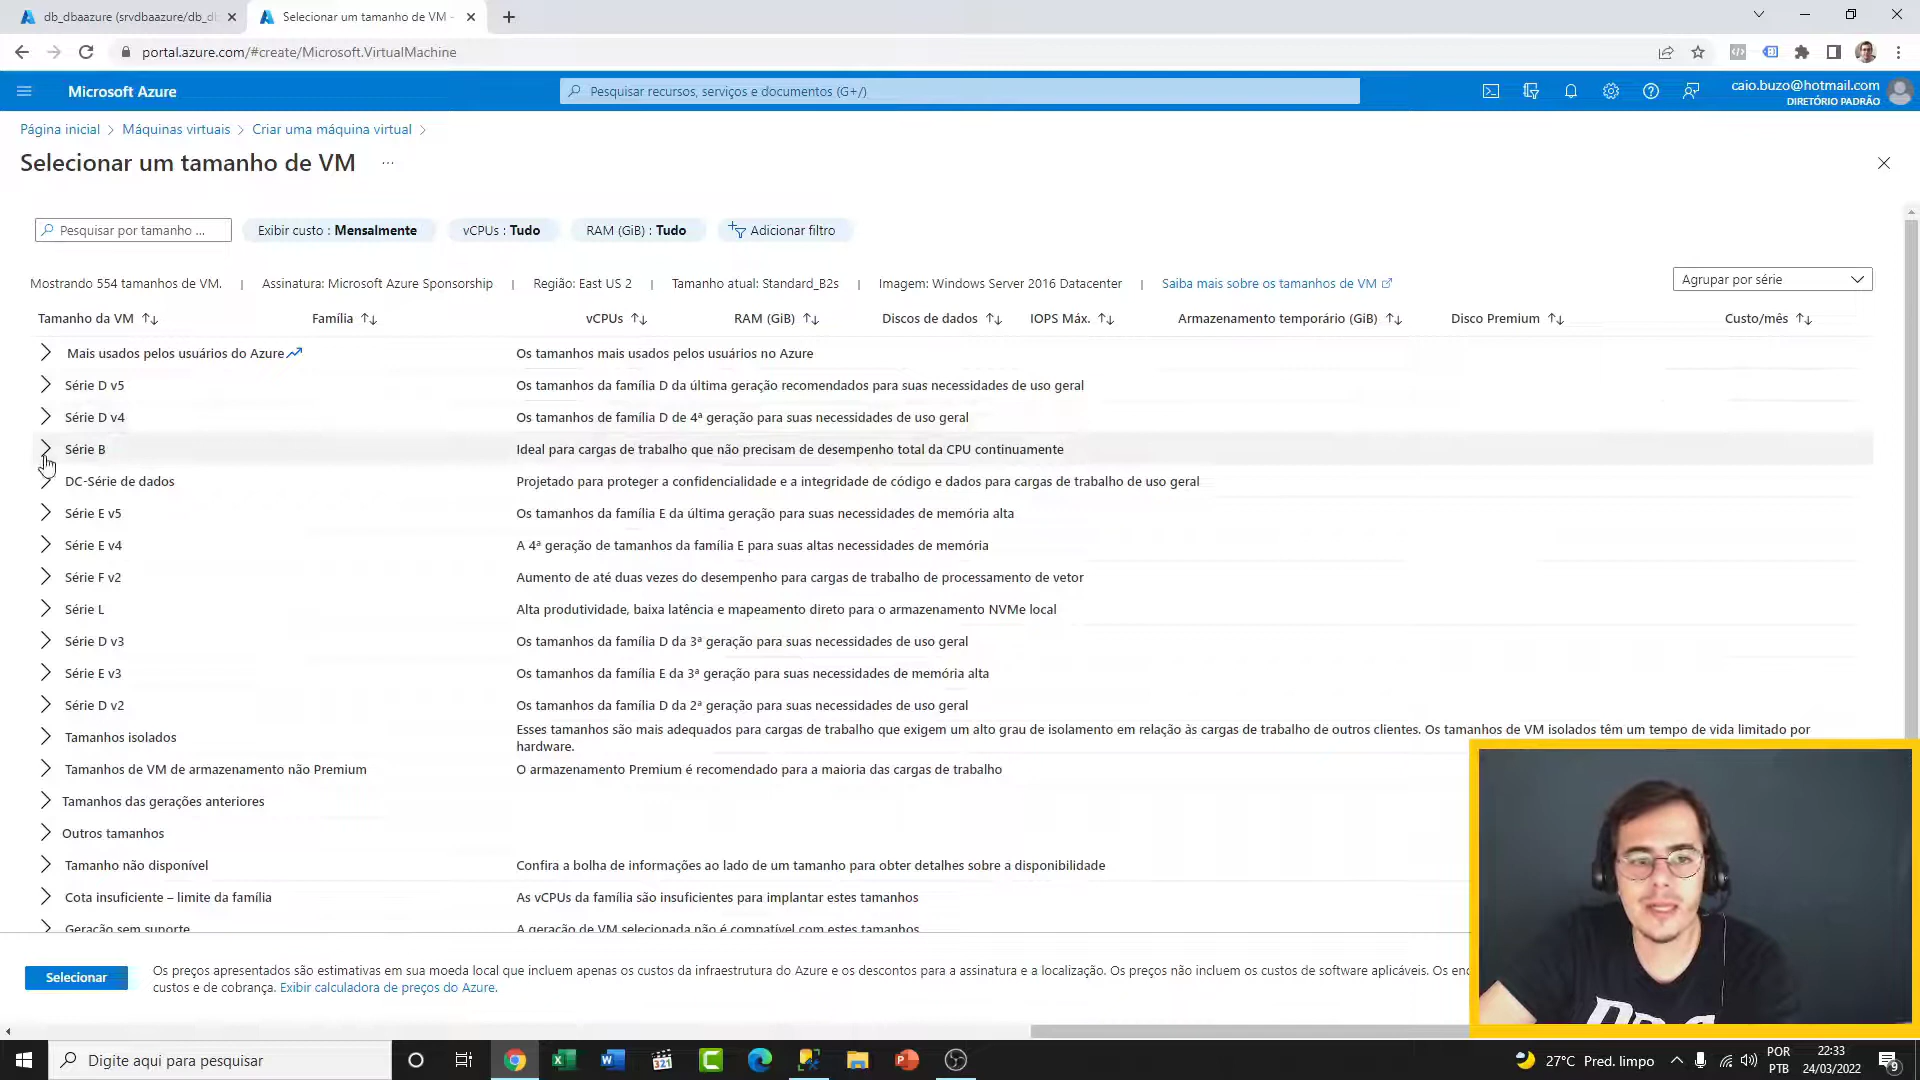 db_dbaazure (srvdbaazure/db_db
Selecionar um tamanho de VM -
portal.azure.com/#create/Microsoft.VirtualMachine
Microsoft Azure
Pesquisar recursos, serviços e documentos (G+/)
caio.buzo@hotmail.com
DIRETÓRIO PADRÃO
Página inicial > Máquinas virtuais > Criar uma máquina virtual >
Selecionar um tamanho de VM ...
Pesquisar por tamanho ...
Exibir custo : Mensalmente
vCPUs : Tudo
RAM (GiB) : Tudo
Adicionar filtro
Mostrando 554 tamanhos de VM. | Assinatura: Microsoft Azure Sponsorship | Região: East US 2 | Tamanho atual: Standard_B2s | Imagem: Windows Server 2016 Datacenter | Saiba mais sobre os tamanhos de VM
Agrupar por série
Tamanho da VM Família vCPUs RAM (GiB) Discos de dados IOPS Máx. Armazenamento temporário (GiB) Disco Premium Custo/mês
Mais usados pelos usuários do Azure Os tamanhos mais usados pelos usuários no Azure
Série D v5 Os tamanhos da família D da última geração recomendados para suas necessidades de uso geral
Série D v4 Os tamanhos de família D de 4ª geração para suas necessidades de uso geral
Série B Ideal para cargas de trabalho que não precisam de desempenho total da CPU continuamente
DC-Série de dados Projetado para proteger a confidencialidade e a integridade de código e dados para cargas de trabalho de uso geral
Série E v5 Os tamanhos da família E da última geração para suas necessidades de memória alta
Série E v4 A 4ª geração de tamanhos da família E para suas altas necessidades de memória
Série F v2 Aumento de até duas vezes do desempenho para cargas de trabalho de processamento de vetor
Série L Alta produtividade, baixa latência e mapeamento direto para o armazenamento NVMe local
Série D v3 Os tamanhos da família D da 3ª geração para suas necessidades de uso geral
Série E v3 Os tamanhos da família E da 3ª geração para suas necessidades de memória alta
Série D v2 Os tamanhos da família D da 2ª geração para suas necessidades de uso geral
Tamanhos isolados Esses tamanhos são mais adequados para cargas de trabalho que exigem um alto grau de isolamento em relação às cargas de trabalho de outros clientes. Os tamanhos de VM isolados têm um tempo de vida limitado por
hardware.
Tamanhos de VM de armazenamento não Premium O armazenamento Premium é recomendado para a maioria das cargas de trabalho
Tamanhos das gerações anteriores
Outros tamanhos
Tamanho não disponível Confira a bolha de informações ao lado de um tamanho para obter detalhes sobre a disponibilidade
Cota insuficiente – limite da família As vCPUs da família são insuficientes para implantar estes tamanhos
Geração sem suporte A geração de VM selecionada não é compatível com estes tamanhos
Selecionar
Os preços apresentados são estimativas em sua moeda local que incluem apenas os custos da infraestrutura do Azure e os descontos para a assinatura e a localização. Os preços não incluem os custos de software aplicáveis. Os en
custos e de cobrança. Exibir calculadora de preços do Azure.
Digite aqui para pesquisar
27°C Pred. limpo
POR
PTB
22:33
24/03/2022
9